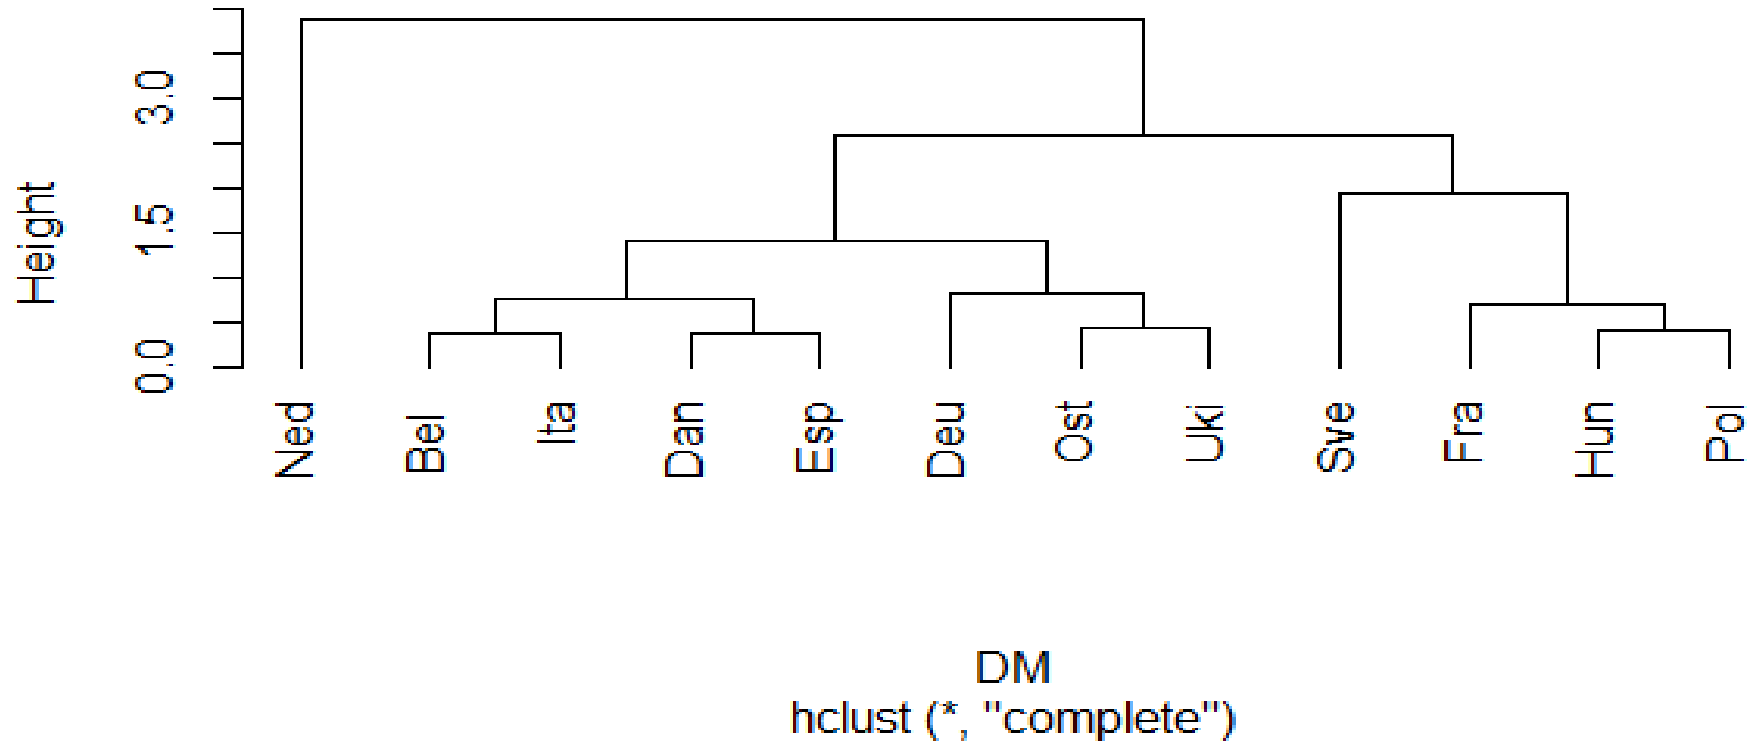 Height
3.0
1.5
0.0
Ned
Bel
Ita
Dan
Esp
Deu
Ost
Uki
Sve
Fra
Hun
Pol
DM
hclust (*, "complete")